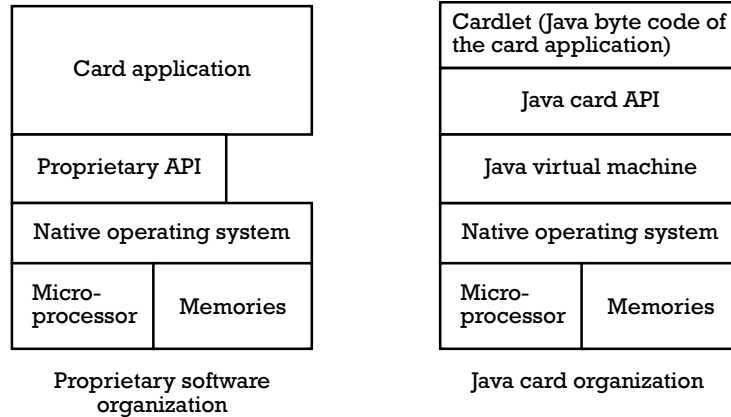 Card application
Proprietary API
Native operating system
Micro-
processor
Memories
Proprietary software
organization
Cardlet (Java byte code of
the card application)
Java card API
Java virtual machine
Native operating system
Micro-
processor
Memories
Java card organization